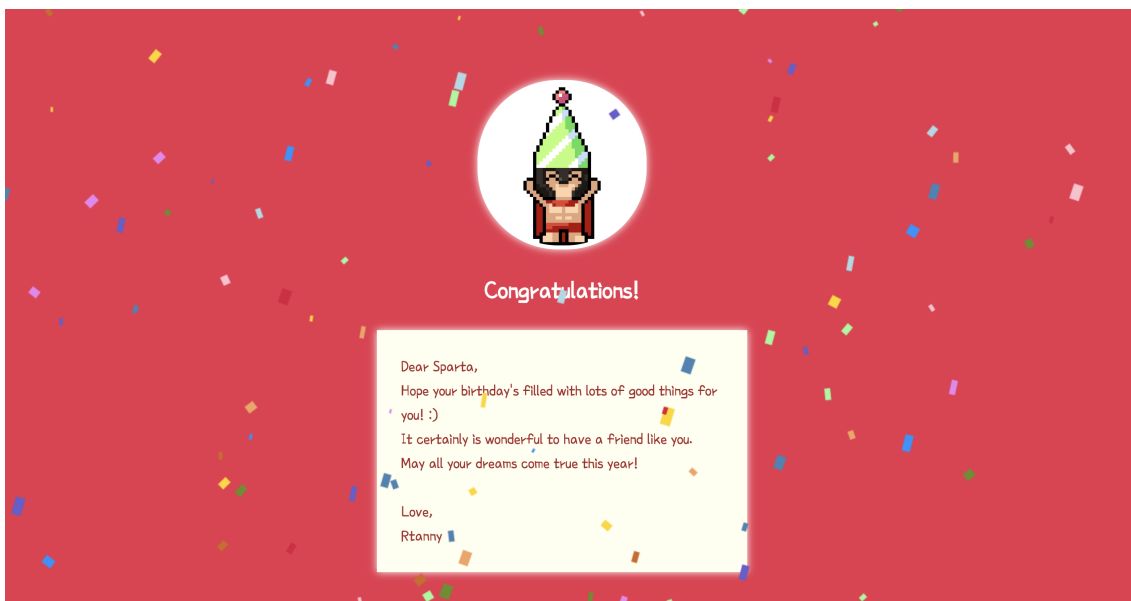 Congratulations!
Dear Sparta,
Hope your birthday's filled with lots of good things for
you! :)
It certainly is wonderful to have a friend like you.
May all your dreams come true this year!
Love,
Rtanny